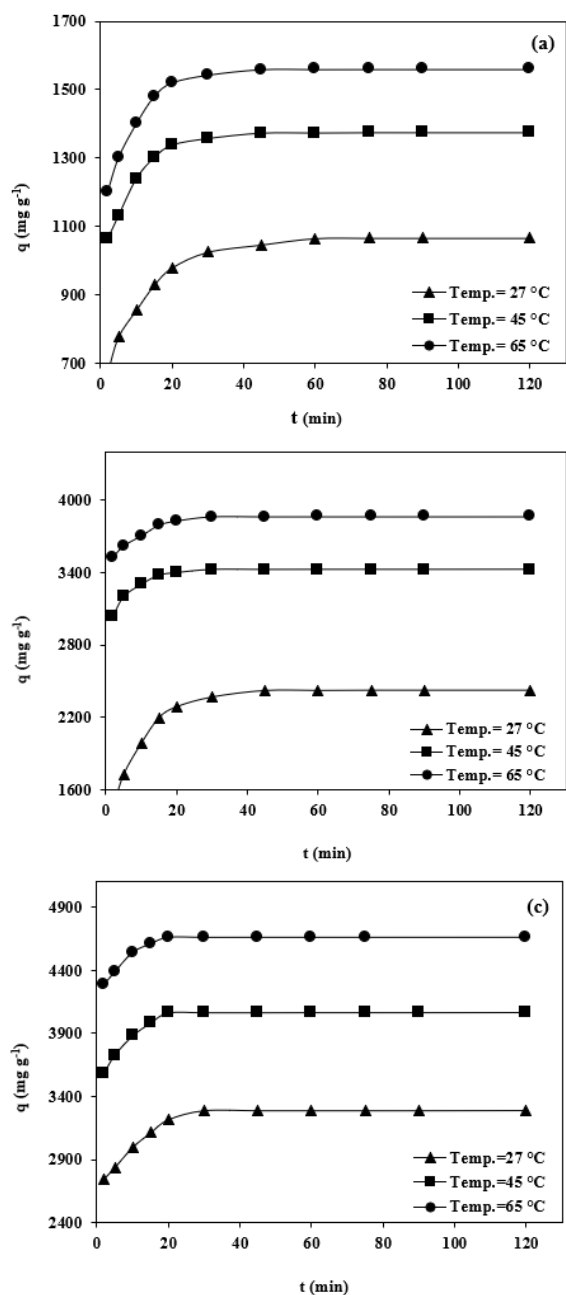 1700
(a)
1500
1300
1100
900
700
q (mg g⁻¹)
Temp.= 27 °C
Temp.= 45 °C
Temp.= 65 °C
0 20 40 60 80 100 120
t (min)
4000
3400
2800
2200
1600
q (mg g⁻¹)
Temp.= 27 °C
Temp.= 45 °C
Temp.= 65 °C
0 20 40 60 80 100 120
t (min)
4900
(c)
4400
3900
3400
2900
2400
q (mg g⁻¹)
Temp.=27 °C
Temp.=45 °C
Temp.=65 °C
0 20 40 60 80 100 120
t (min)